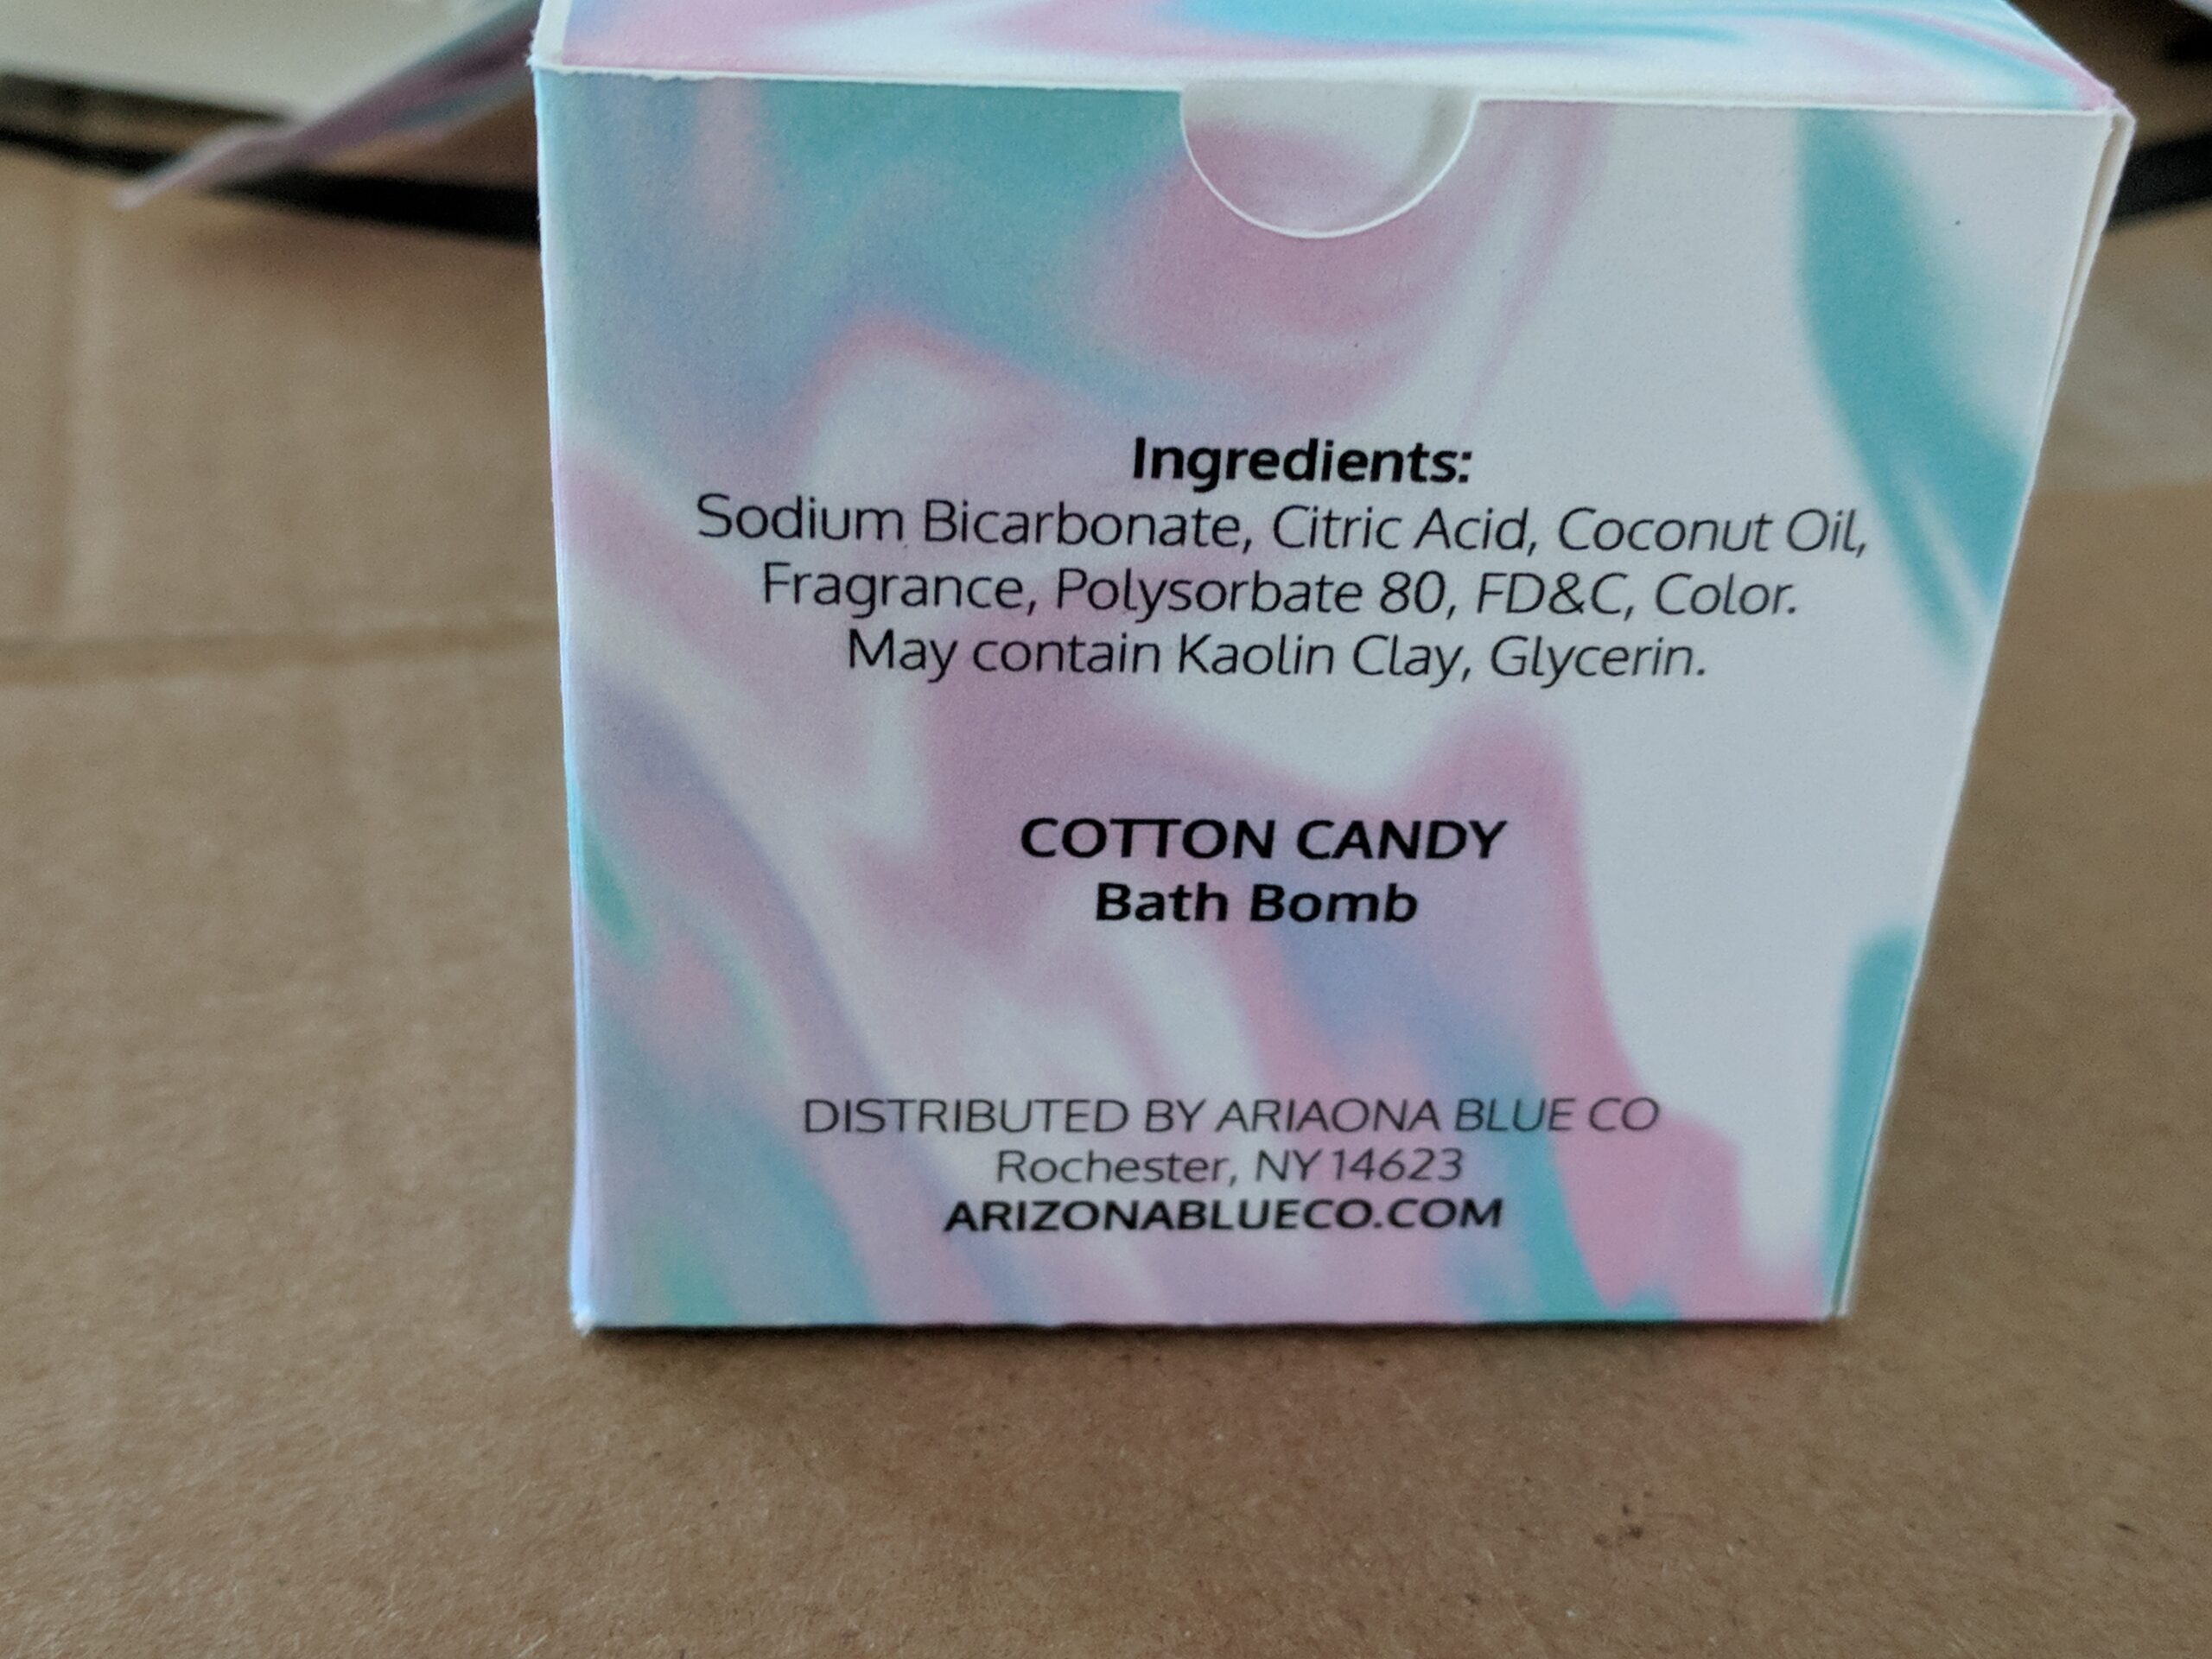 Ingredients:
Sodium Bicarbonate, Citric Acid, Coconut Oil,
Fragrance, Polysorbate 80, FD&C, Color.
May contain Kaolin Clay, Glycerin.
COTTON CANDY
Bath Bomb
DISTRIBUTED BY ARIAONA BLUE CO
Rochester, NY 14623
ARIZONABLUECO.COM